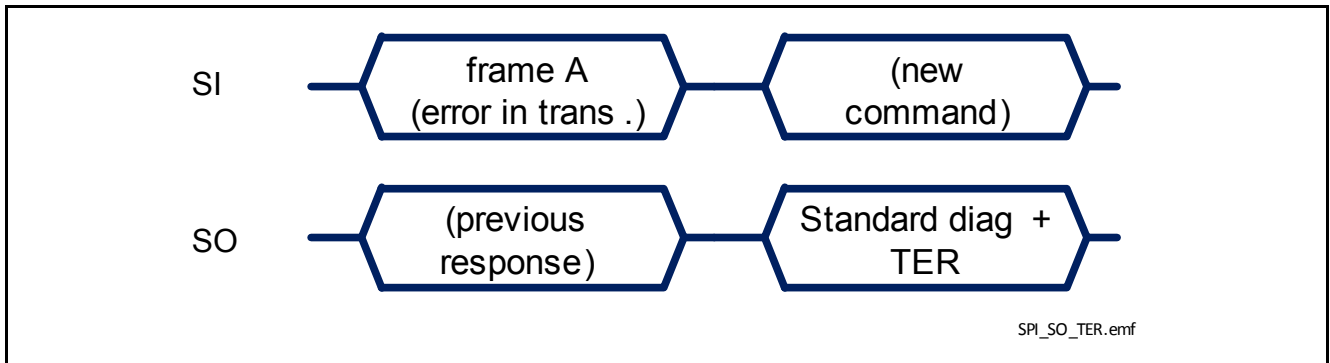 SI
frame A
(error in trans .)
(new
command)
SO
(previous
response)
Standard diag +
TER
SPI_SO_TER.emf